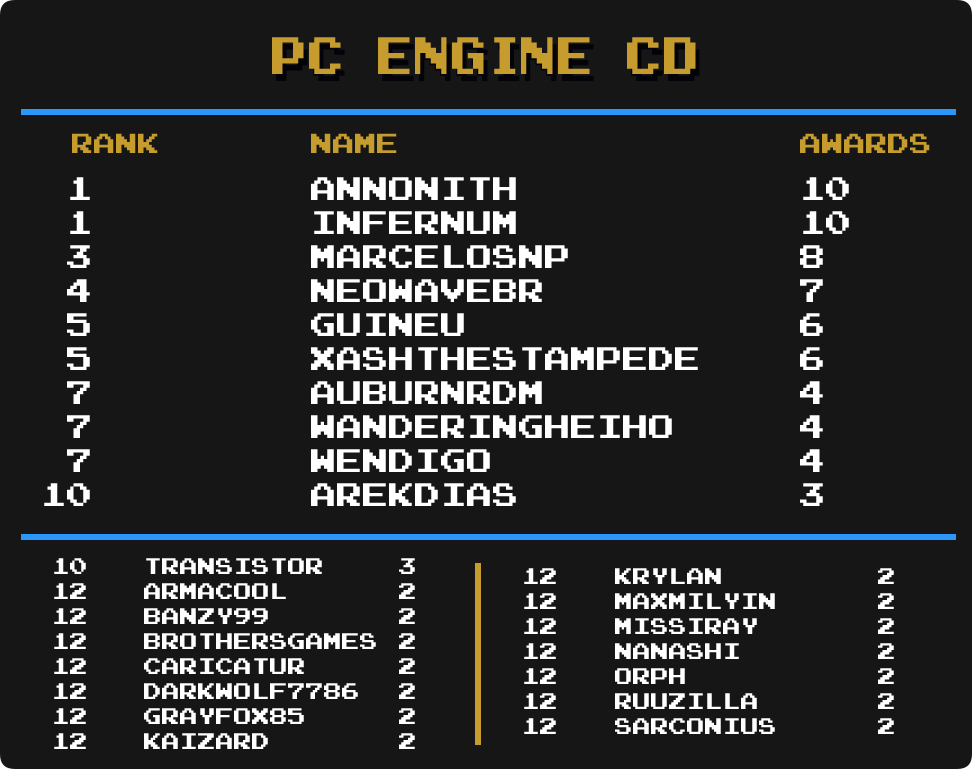 PC ENGINE CD
RANK NAME AWARDS
1 ANNONITH 10
1 INFERNUM 10
3 MARCELOSNP 8
4 NEOWAVEBR 7
5 GUINEU 6
5 XASHTHESTAMPEDE 6
7 AUBURNRDM 4
7 WANDERINGHEIHO 4
7 WENDIGO 4
10 AREKDIAS 3
10 TRANSISTOR 3
12 ARMACOOL 2
12 BANZY99 2
12 BROTHERSGAMES 2
12 CARICATUR 2
12 DARKWOLF7786 2
12 GRAYFOX85 2
12 KAIZARD 2
12 KRYLAN 2
12 MAXMILYIN 2
12 MISSIRAY 2
12 NANASHI 2
12 ORPH 2
12 RUUZILLA 2
12 SARCONIUS 2